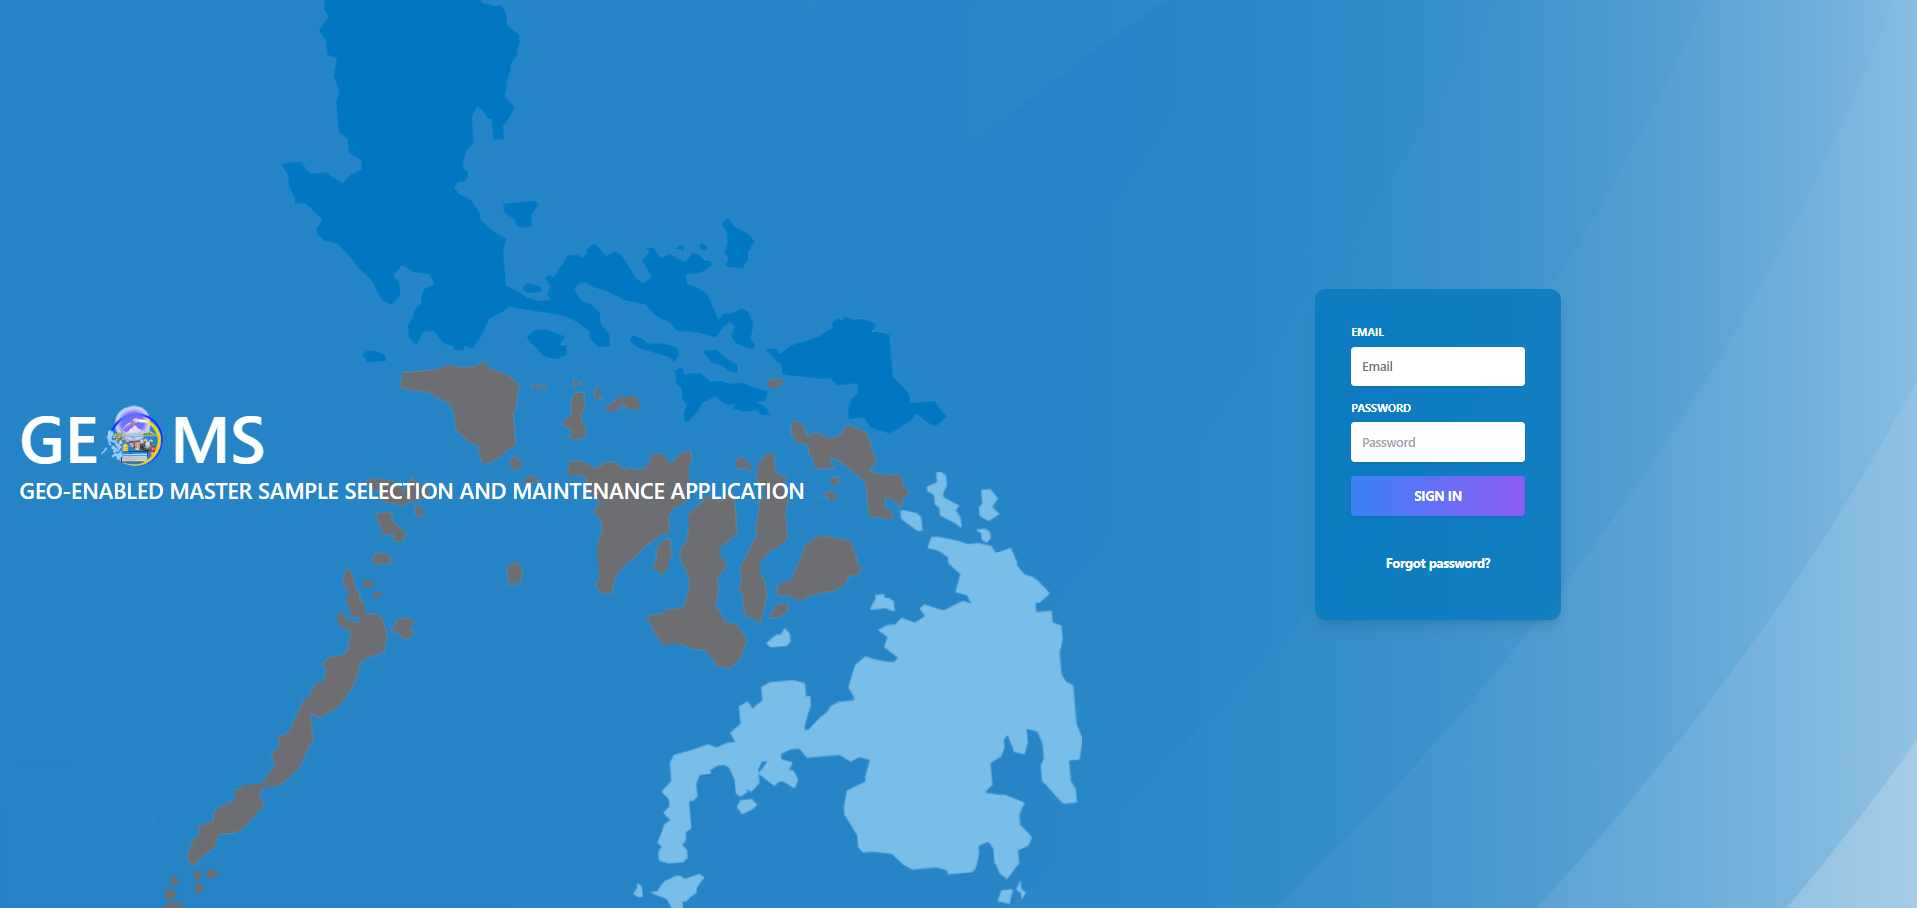 GE MS
GEO-ENABLED MASTER SAMPLE SELECTION AND MAINTENANCE APPLICATION
EMAIL
Email
PASSWORD
Password
SIGN IN
Forgot password?